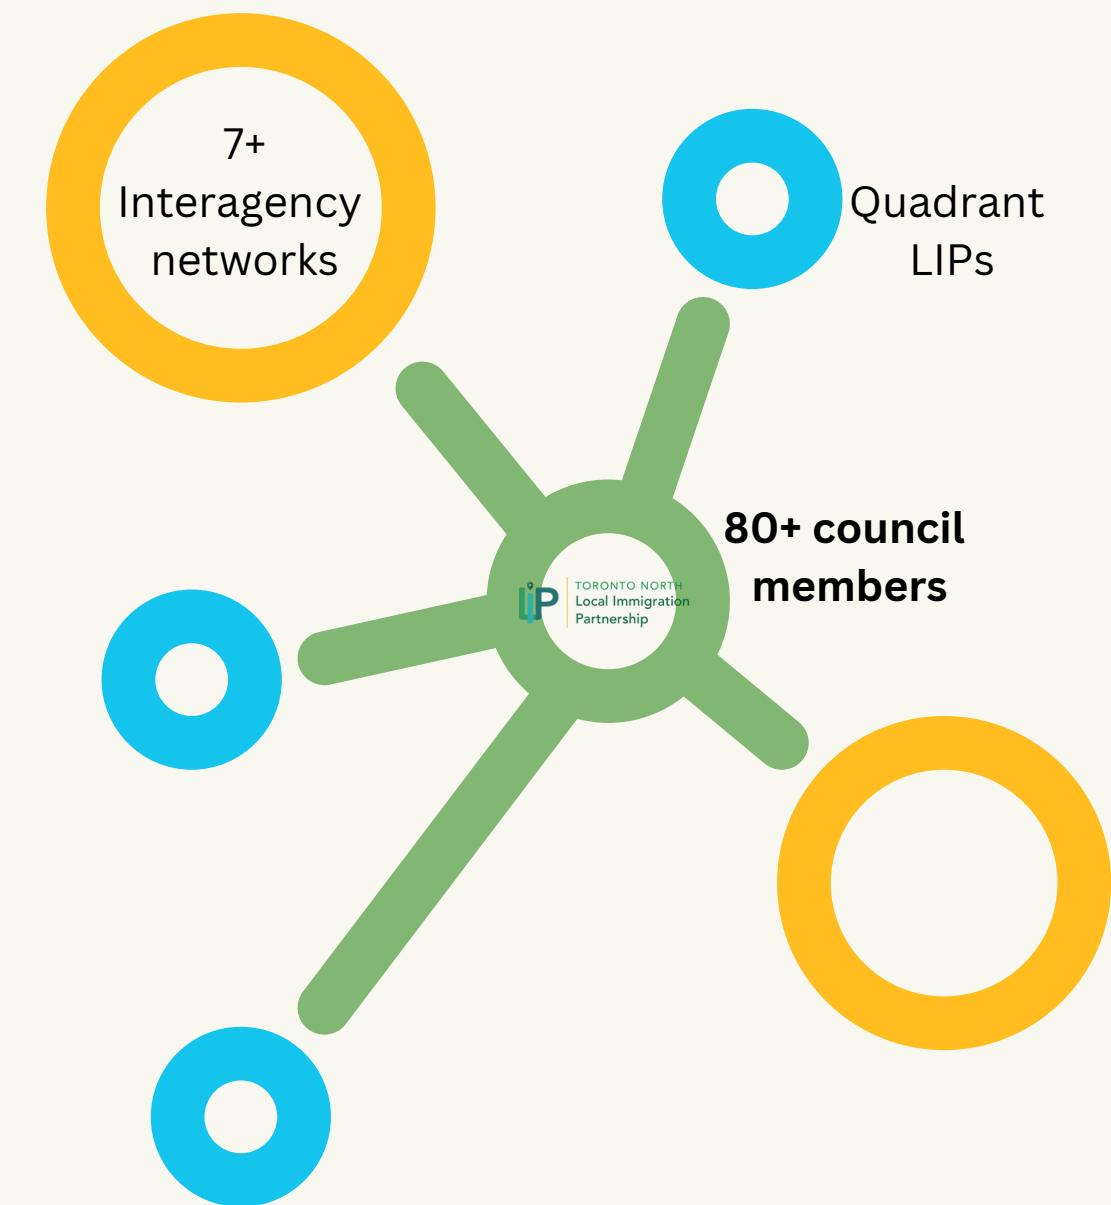 7+
Interagency
networks
Quadrant
LIPs
80+ council
members
LiP
TORONTO NORTH
Local Immigration
Partnership